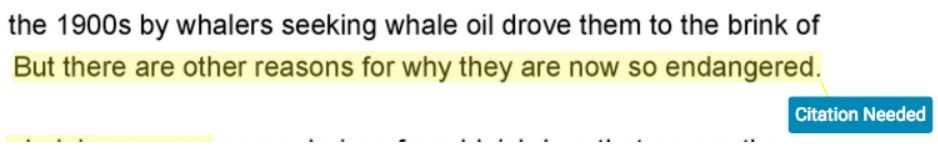 the 1900s by whalers seeking whale oil drove them to the brink of
But there are other reasons for why they are now so endangered.
Citation Needed